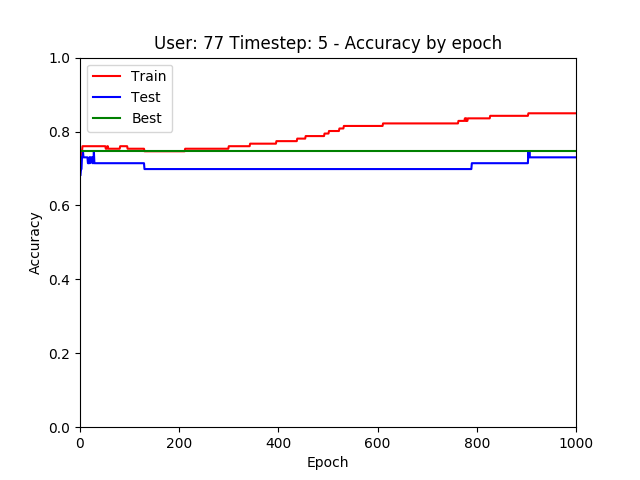 User: 77 Timestep: 5 - Accuracy by epoch
1.0
Train
Test
Best
0.8
0.6
Accuracy
0.4
0.2
0.0
0 200 400 600 800 1000
Epoch